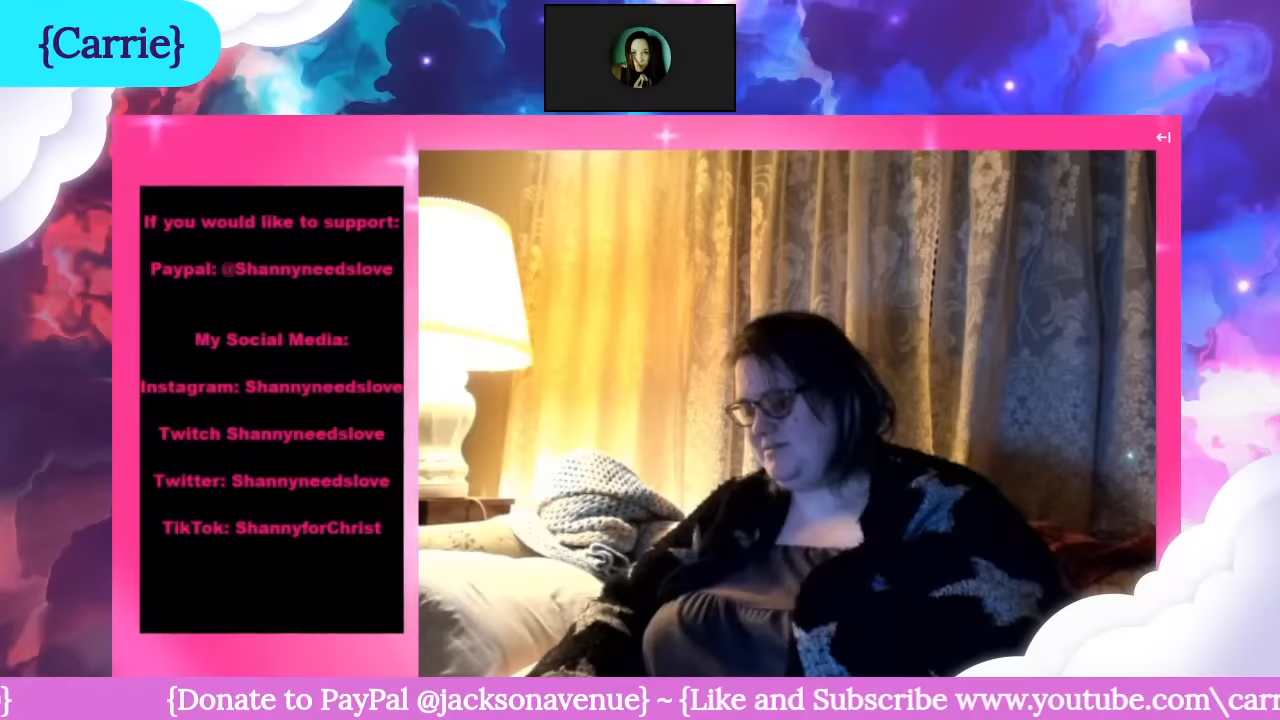 {Carrie}
If you would like to support:
Paypal: @Shannyneedslove
My Social Media:
Instagram: Shannyneedslove
Twitch Shannyneedslove
Twitter: Shannyneedslove
TikTok: ShannyforChrist
} {Donate to PayPal @jacksonavenue} ~ {Like and Subscribe www.youtube.com\carr